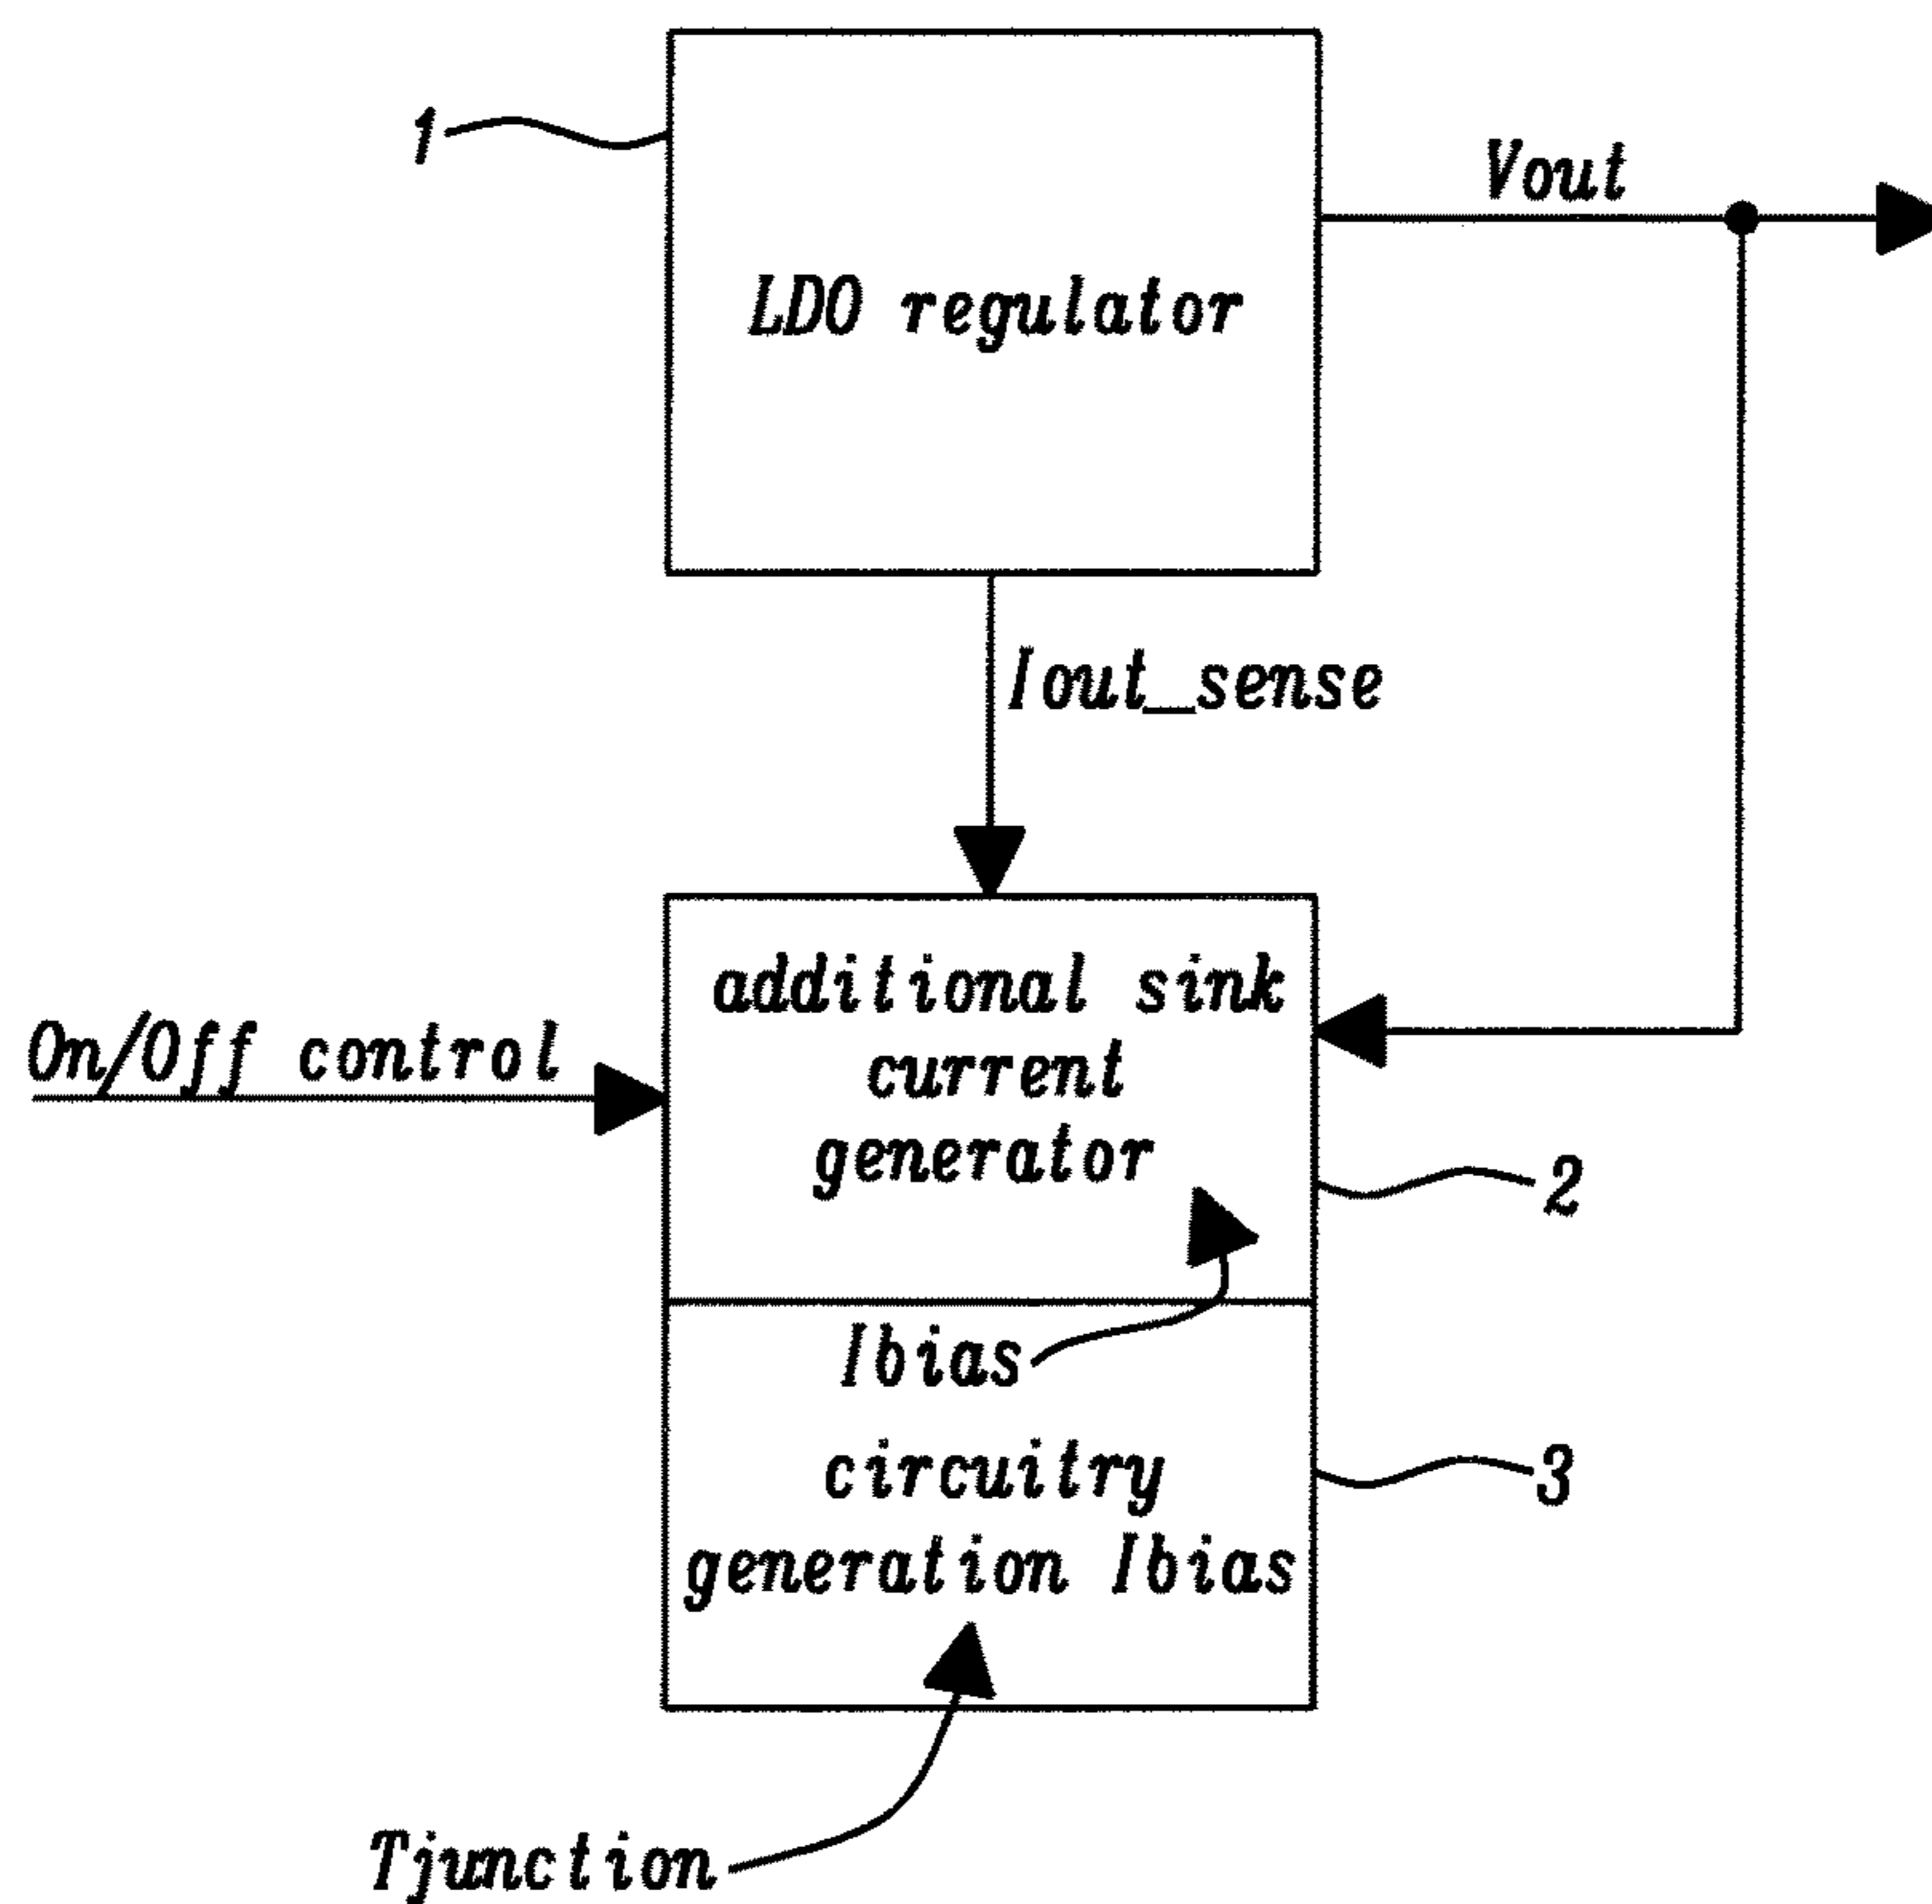 1
Vout
LDO regulator
Iout_sense
additional sink
current
generator
On/Off control
2
Ibias
circuitry
generation Ibias
3
Tjunction